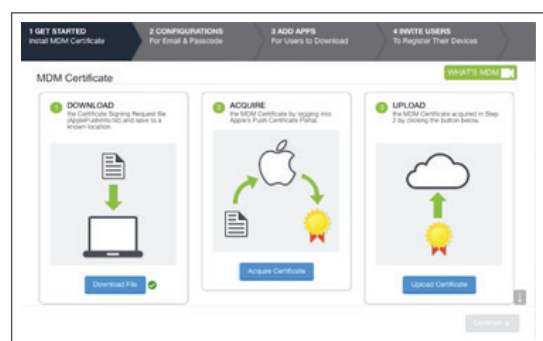 1 GET STARTED
Install MDM Certificate
2 CONFIGURATIONS
For Email & Passcode
3 ADD APPS
For Users to Download
4 INVITE USERS
To Register Their Devices
MDM Certificate
WHAT'S MDM
1 DOWNLOAD
the Certificate Signing Request file
(ApplePushInfo.txt) and save to a
known location.
Download File
2 ACQUIRE
the MDM Certificate by logging into
Apple's Push Certificate Portal.
Acquire Certificate
3 UPLOAD
the MDM Certificate acquired in Step
2 by clicking the button below.
Upload Certificate
Continue